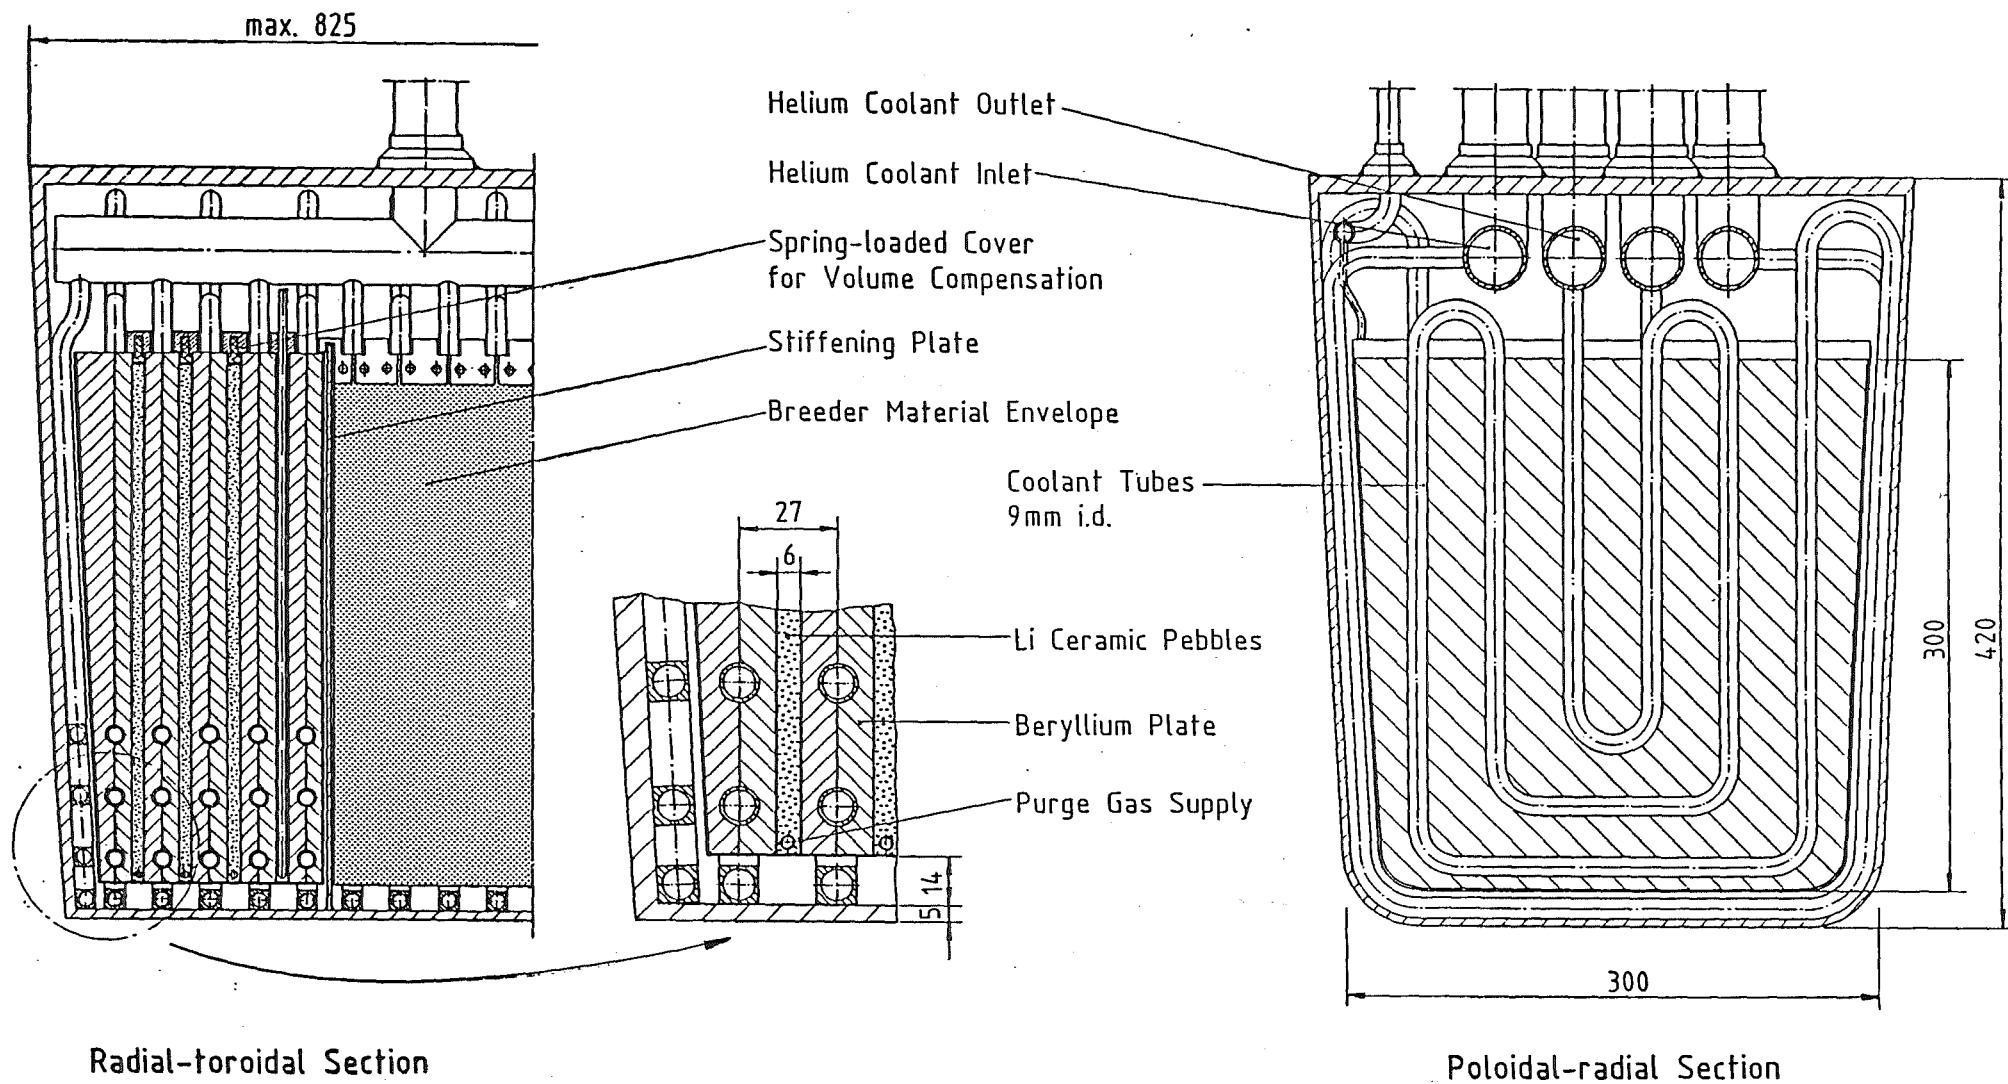 max. 825
Helium Coolant Outlet
Helium Coolant Inlet
Spring-loaded Cover
for Volume Compensation
Stiffening Plate
Breeder Material Envelope
Coolant Tubes
9mm i.d.
27
6
Li Ceramic Pebbles
Beryllium Plate
Purge Gas Supply
14
5
300
420
300
Radial-toroidal Section
Poloidal-radial Section